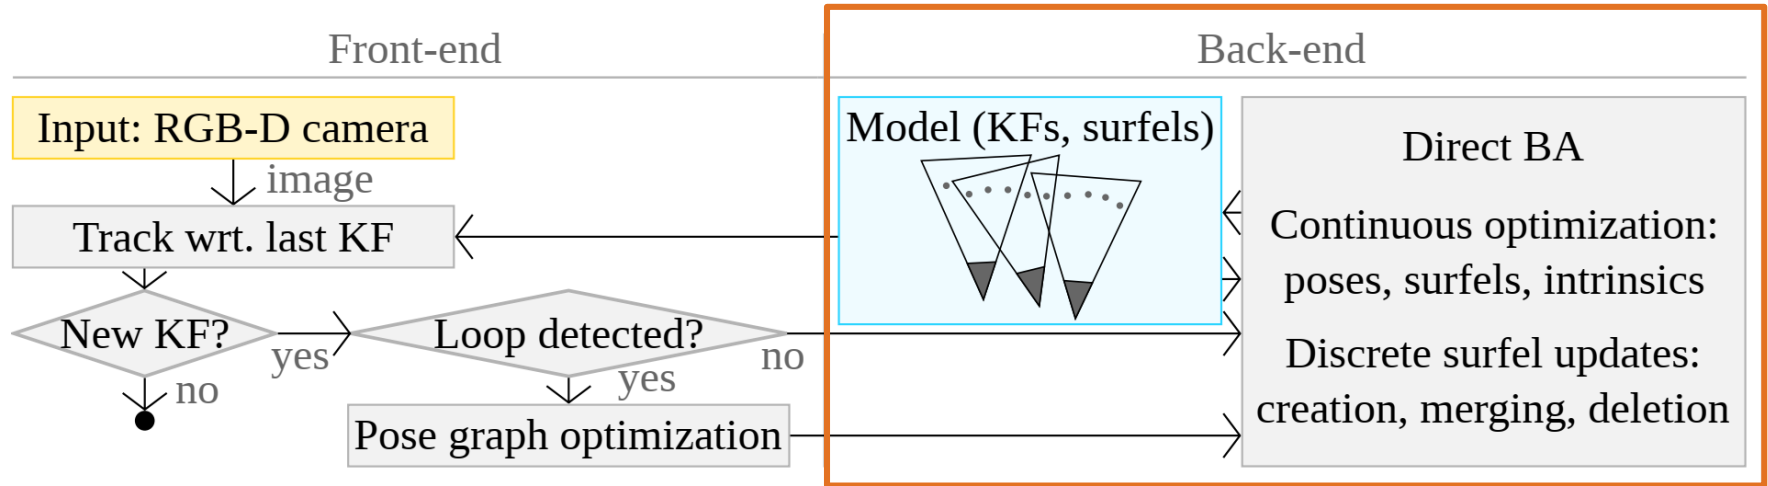 Front-end
Back-end
Input: RGB-D camera
image
Track wrt. last KF
New KF?
yes
no
Loop detected?
no
yes
Pose graph optimization
Model (KFs, surfels)
Direct BA
Continuous optimization:
poses, surfels, intrinsics
Discrete surfel updates:
creation, merging, deletion